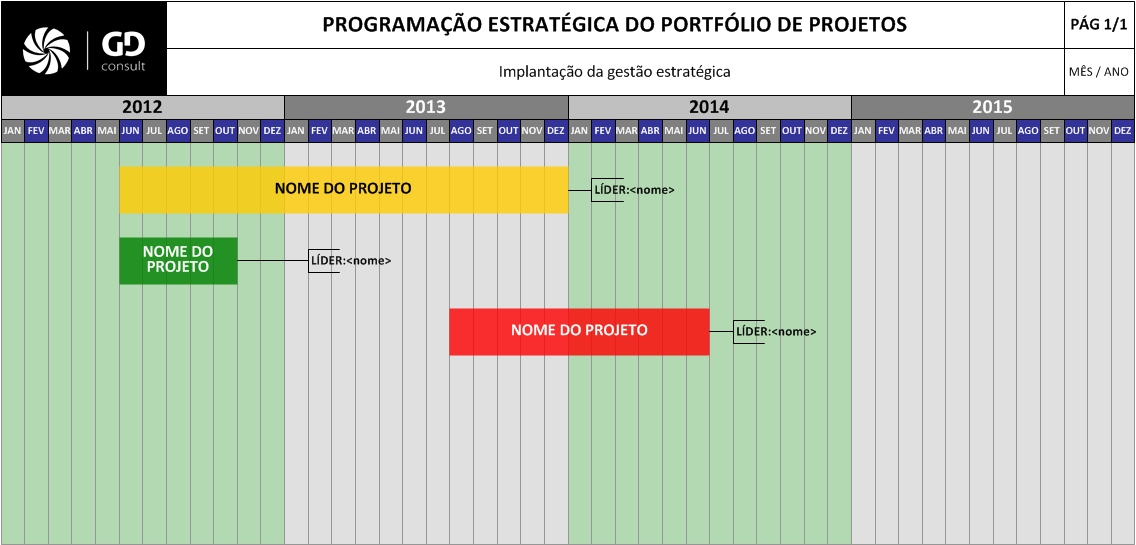 GD
consult
PROGRAMAÇÃO ESTRATÉGICA DO PORTFÓLIO DE PROJETOS
PÁG 1/1
Implantação da gestão estratégica
MÊS / ANO
2012 2013 2014 2015
JAN FEV MAR ABR MAI JUN JUL AGO SET OUT NOV DEZ JAN FEV MAR ABR MAI JUN JUL AGO SET OUT NOV DEZ JAN FEV MAR ABR MAI JUN JUL AGO SET OUT NOV DEZ JAN FEV MAR ABR MAI JUN JUL AGO SET OUT NOV DEZ
NOME DO PROJETO
LÍDER:<nome>
NOME DO
PROJETO
LÍDER:<nome>
NOME DO PROJETO
LÍDER:<nome>